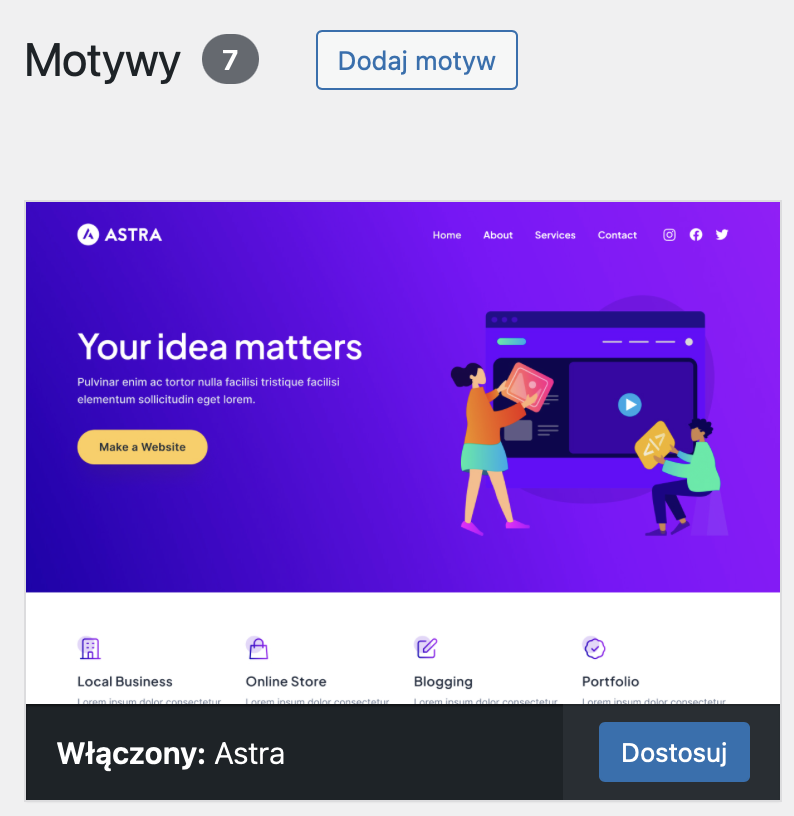 Motywy 7 Dodaj motyw
ASTRA Home About Services Contact
Your idea matters
Pulvinar enim ac tortor nulla facilisi tristique facilisi
elementum sollicitudin eget lorem.
Make a Website
Local Business Online Store Blogging Portfolio
Lorem ipsum dolor consectetur Lorem ipsum dolor consectetur Lorem ipsum dolor consectetur Lorem ipsum dolor consectetur
Włączony: Astra Dostosuj